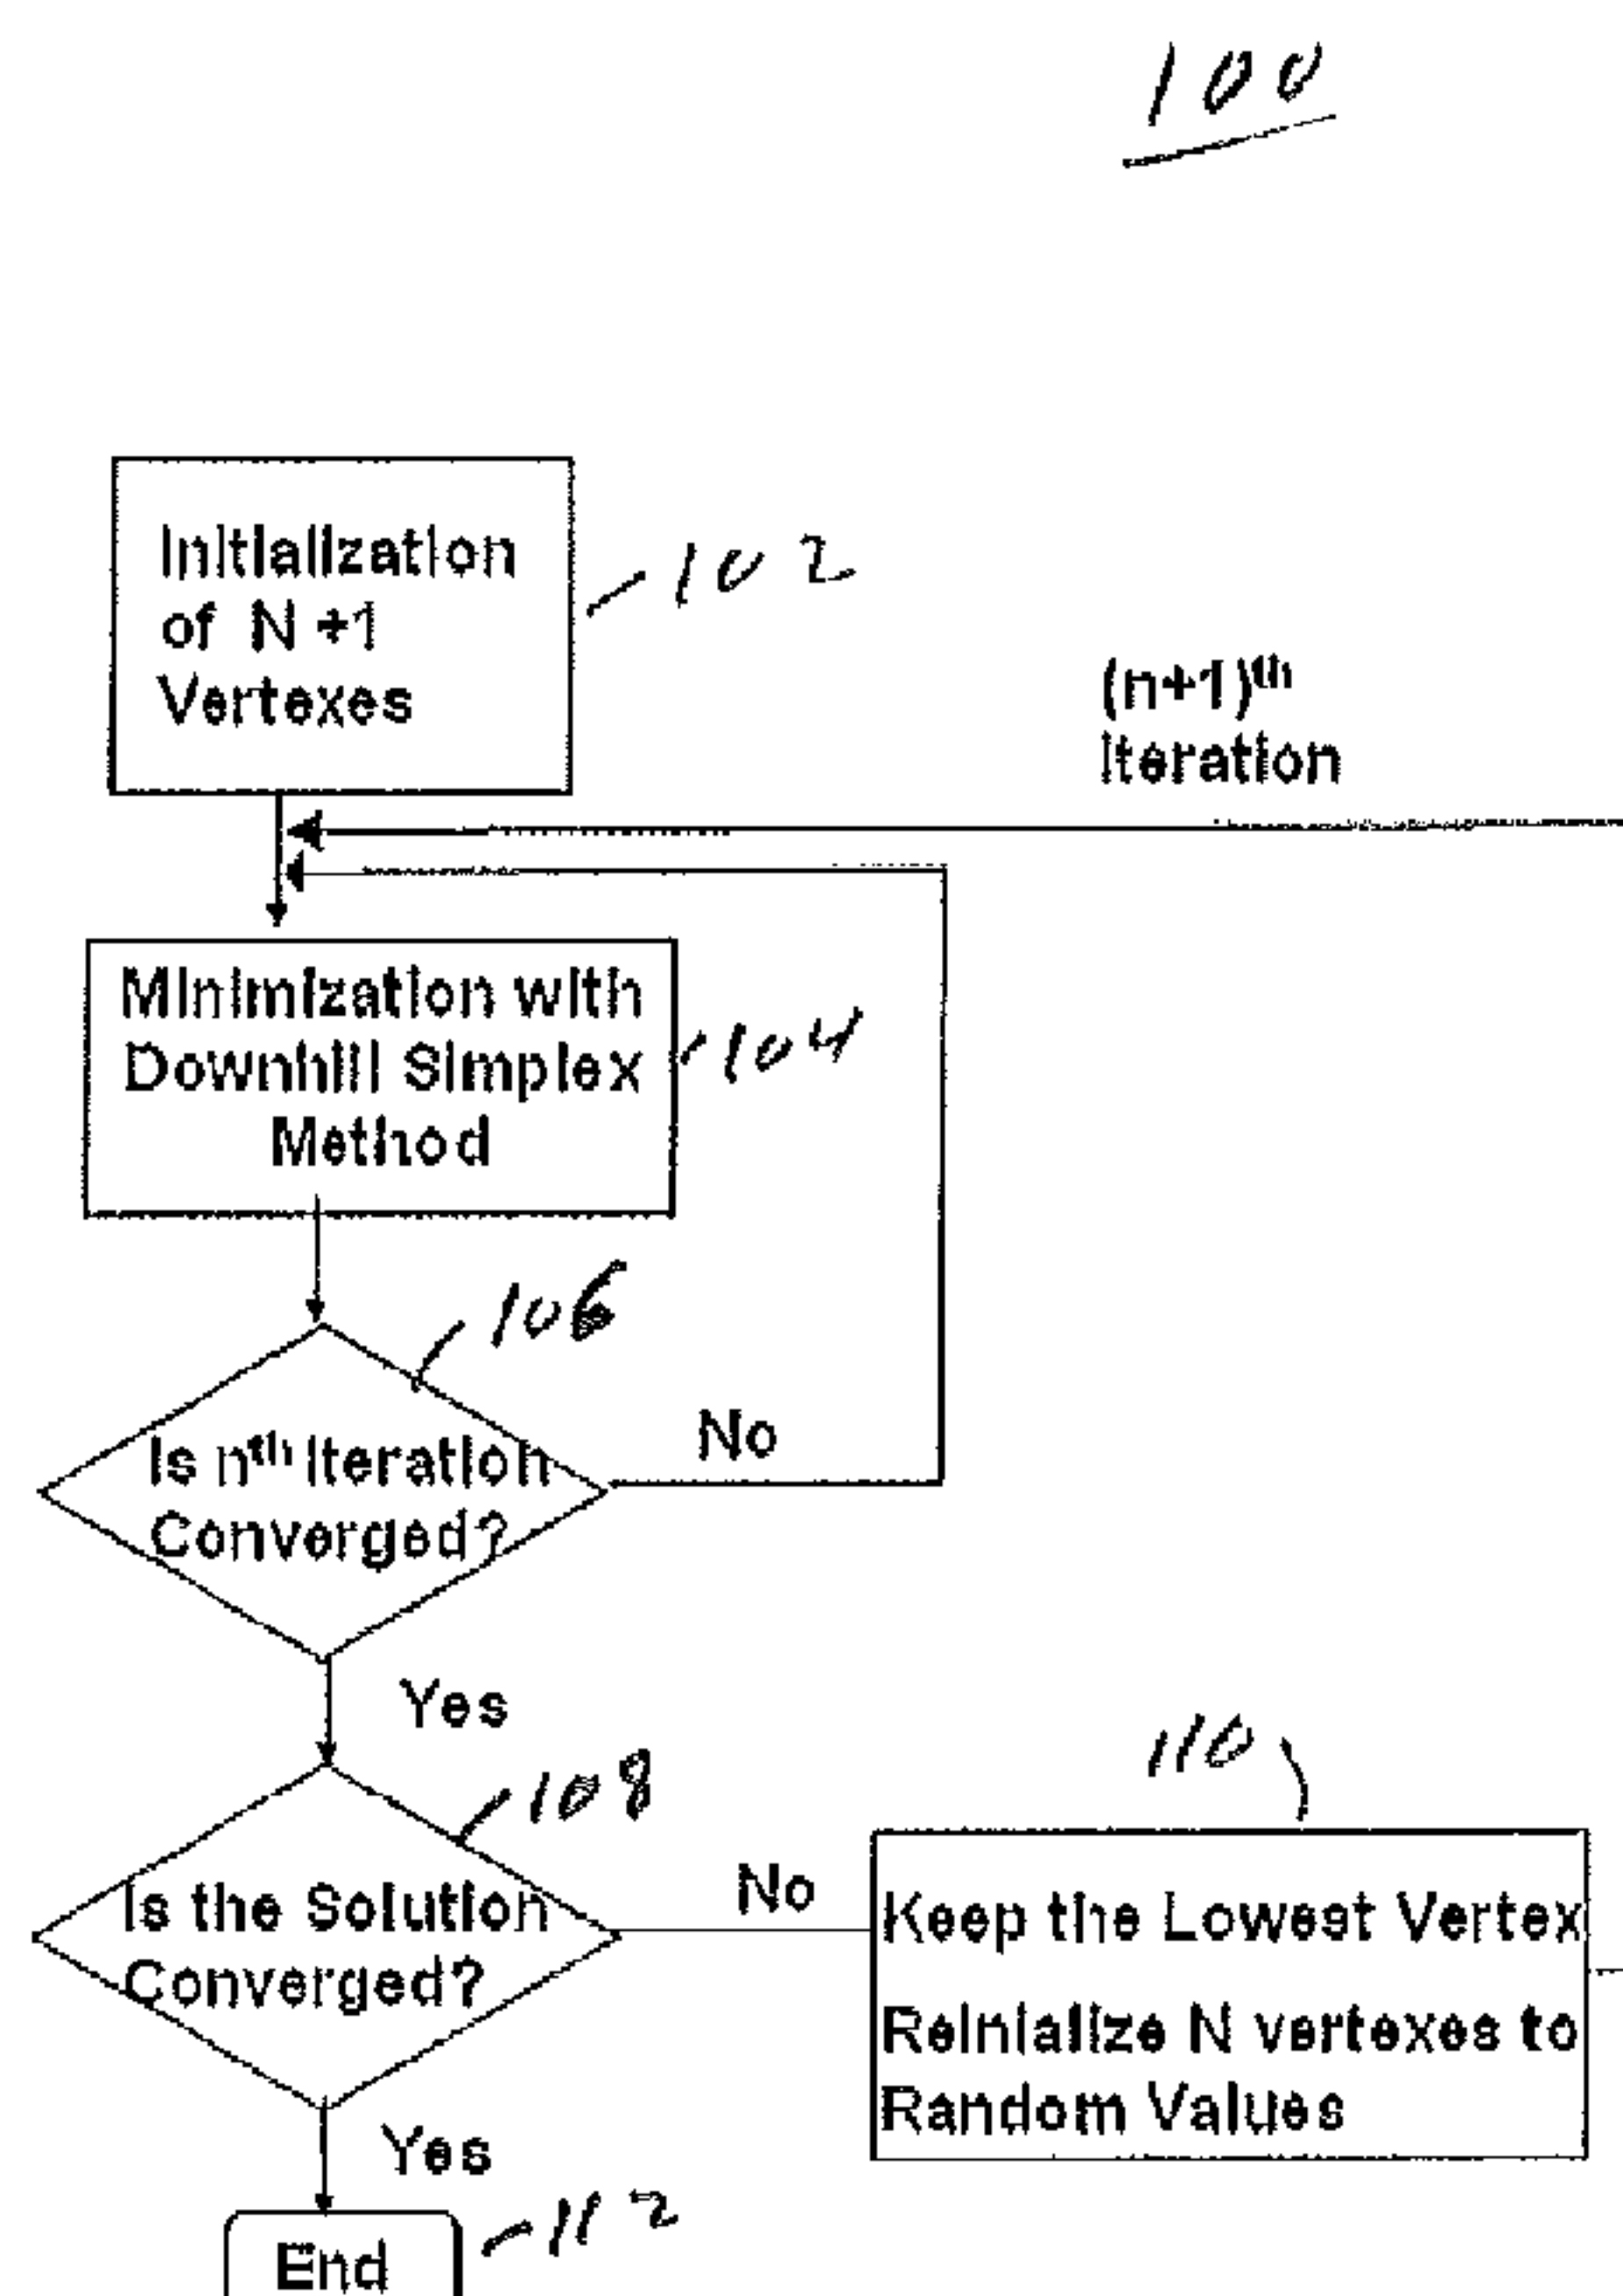 100
Initialization
of N +1
Vertexes
102
(n+1)th
Iteration
Minimization with
Downhill Simplex
Method
104
106
Is nth Iteration
Converged?
No
Yes
108
110
Is the Solution
Converged?
No
Keep the Lowest Vertex
Reinialize N vertexes to
Random Values
Yes
End
112